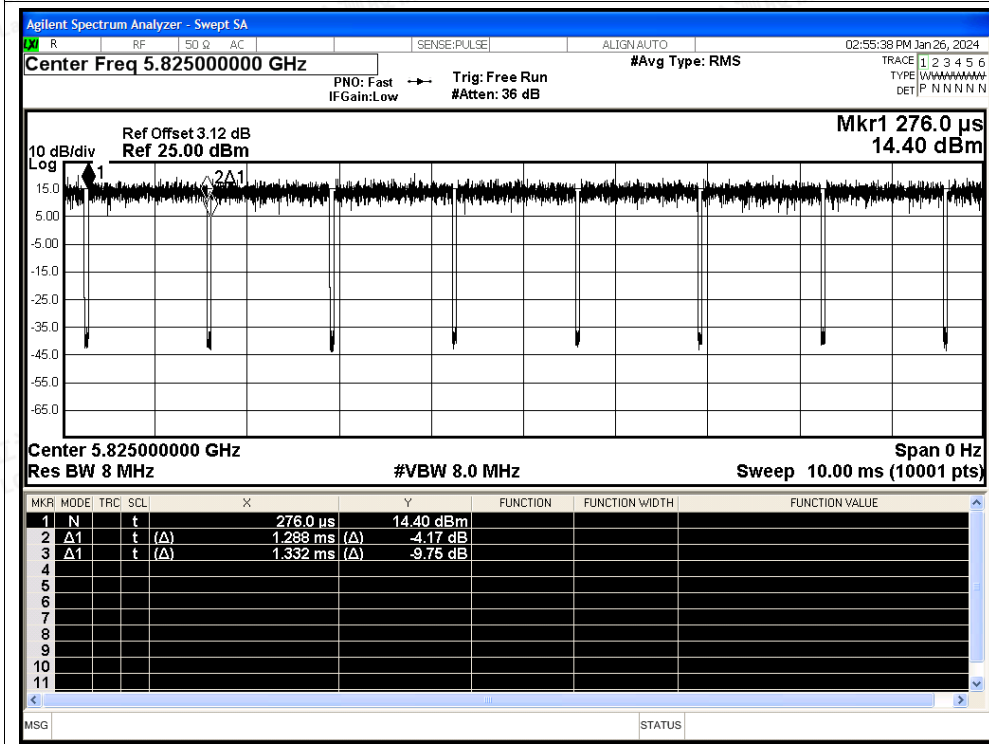 Agilent Spectrum Analyzer - Swept SA
LXI R RF 50 Ω AC SENSE:PULSE ALIGN AUTO 02:55:38 PM Jan 26, 2024
Center Freq 5.825000000 GHz #Avg Type: RMS TRACE 1 2 3 4 5 6
PNO: Fast Trig: Free Run TYPE
IFGain:Low #Atten: 36 dB DET P N N N N N
Mkr1 276.0 µs
Ref Offset 3.12 dB
10 dB/div Ref 25.00 dBm 14.40 dBm
Log
1
2Δ1
15.0
5.00
-5.00
-15.0
-25.0
-35.0
-45.0
-55.0
-65.0
Center 5.825000000 GHz Span 0 Hz
Res BW 8 MHz #VBW 8.0 MHz Sweep 10.00 ms (10001 pts)
MKR MODE TRC SCL X Y FUNCTION FUNCTION WIDTH FUNCTION VALUE
1 N t 276.0 µs 14.40 dBm
2 Δ1 t (Δ) 1.288 ms (Δ) -4.17 dB
3 Δ1 t (Δ) 1.332 ms (Δ) -9.75 dB
4
5
6
7
8
9
10
11
MSG STATUS